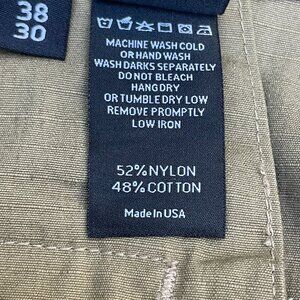 38
30
MACHINE WASH COLD
OR HAND WASH
WASH DARKS SEPARATELY
DO NOT BLEACH
HANG DRY
OR TUMBLE DRY LOW
REMOVE PROMPTLY
LOW IRON
52% NYLON
48% COTTON
Made in USA